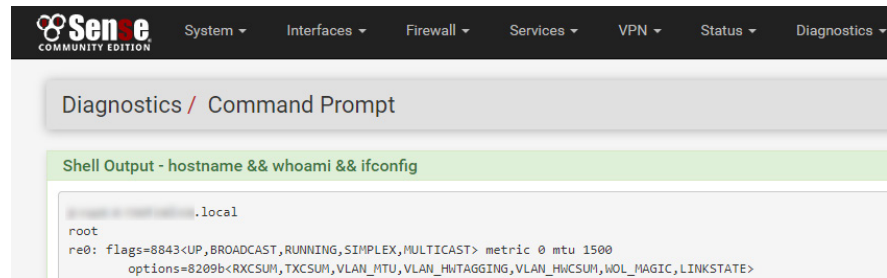 Sense
COMMUNITY EDITION
System Interfaces Firewall Services VPN Status Diagnostics
Diagnostics / Command Prompt
Shell Output - hostname && whoami && ifconfig
.local
root
re0: flags=8843<UP,BROADCAST,RUNNING,SIMPLEX,MULTICAST> metric 0 mtu 1500
options=8209b<RXCSUM,TXCSUM,VLAN_MTU,VLAN_HWTAGGING,VLAN_HWCSUM,WOL_MAGIC,LINKSTATE>